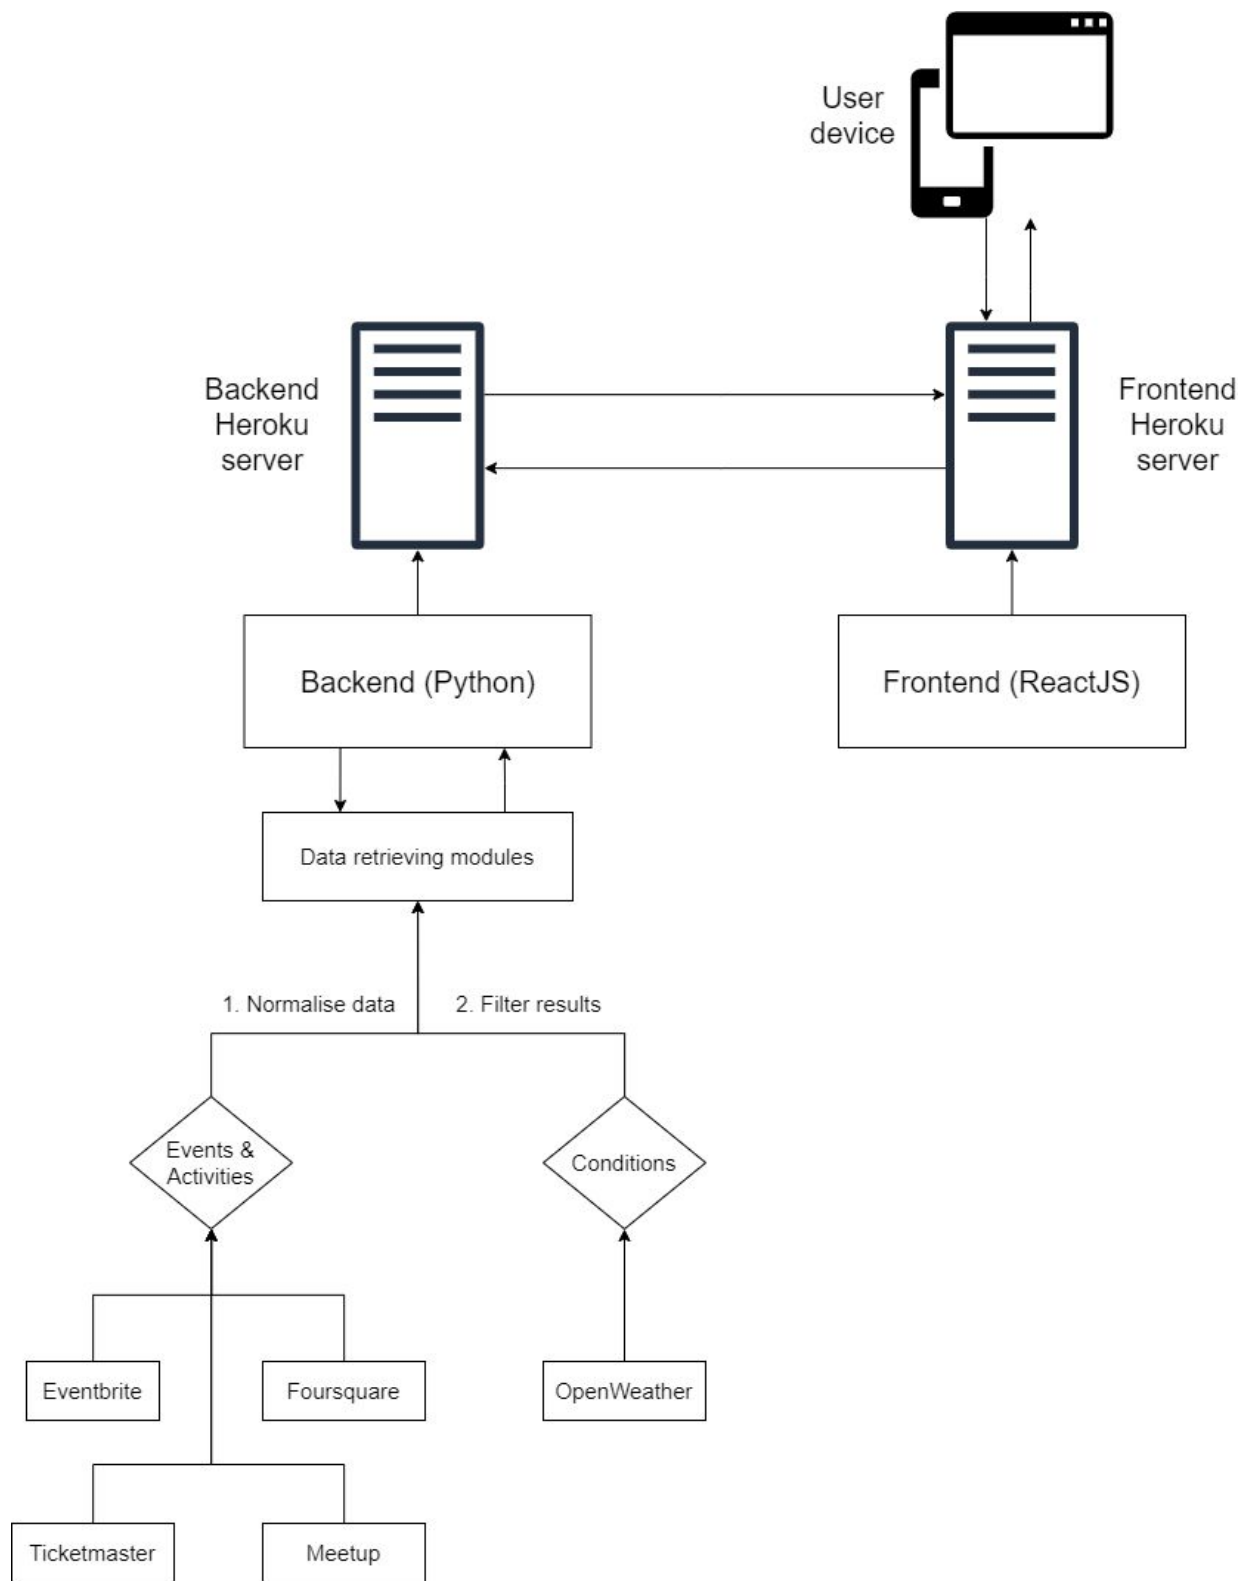 User
device
Backend
Heroku
server
Frontend
Heroku
server
Backend (Python)
Frontend (ReactJS)
Data retrieving modules
1. Normalise data
2. Filter results
Events &
Activities
Conditions
Eventbrite
Foursquare
OpenWeather
Ticketmaster
Meetup